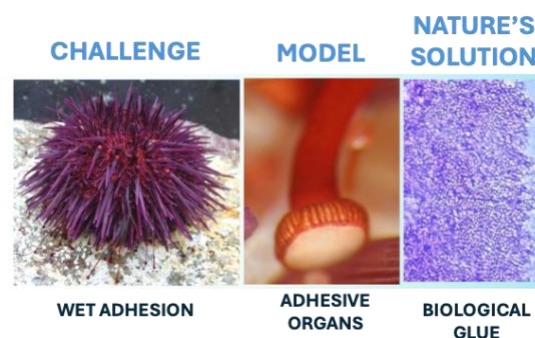 CHALLENGE
MODEL
NATURE'S
SOLUTION
WET ADHESION
ADHESIVE
ORGANS
BIOLOGICAL
GLUE